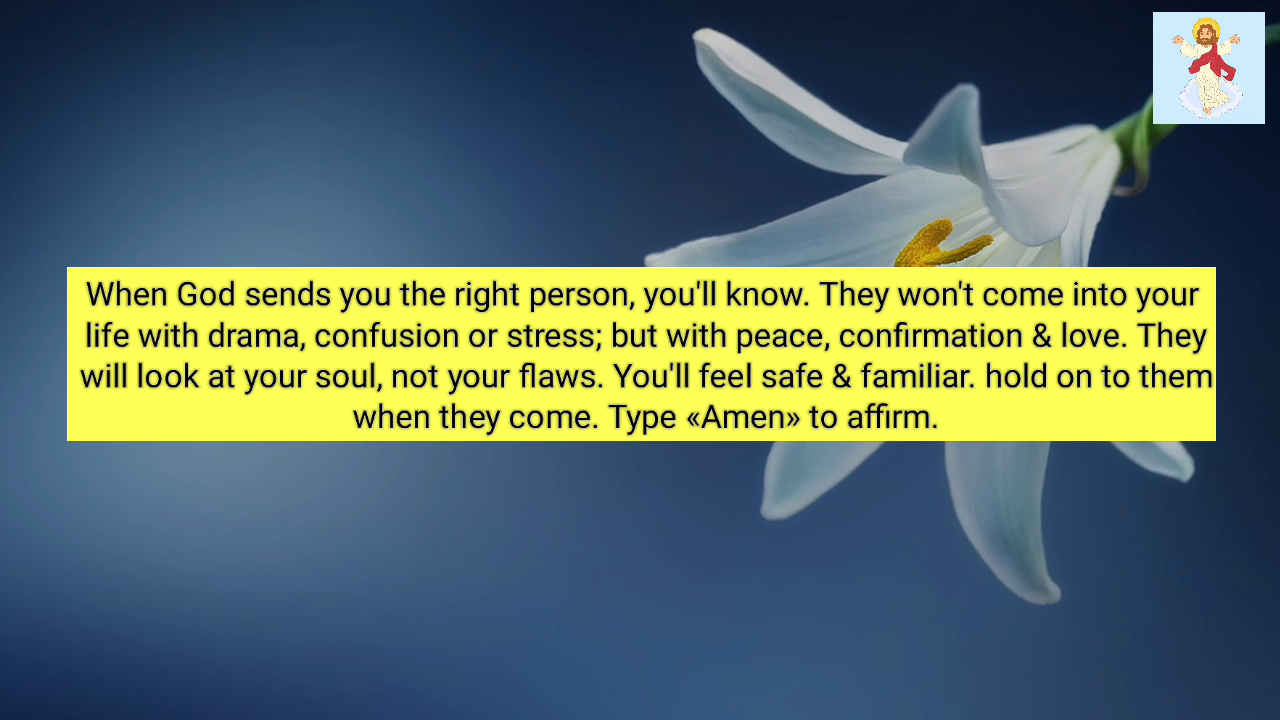 When God sends you the right person, you'll know. They won't come into your
life with drama, confusion or stress; but with peace, confirmation & love. They
will look at your soul, not your flaws. You'll feel safe & familiar. hold on to them
when they come. Type «Amen» to affirm.